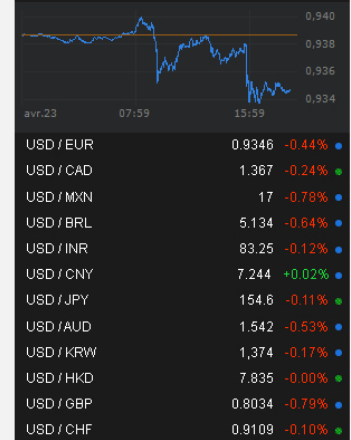 0,940
0,938
0,936
0,934
avr.23 07:59 15:59
USD / EUR 0.9346 -0.44%
USD / CAD 1.367 -0.24%
USD / MXN 17 -0.78%
USD / BRL 5.134 -0.64%
USD / INR 83.25 -0.12%
USD / CNY 7.244 +0.02%
USD / JPY 154.6 -0.11%
USD / AUD 1.542 -0.53%
USD / KRW 1,374 -0.17%
USD / HKD 7.835 -0.00%
USD / GBP 0.8034 -0.79%
USD / CHF 0.9109 -0.10%